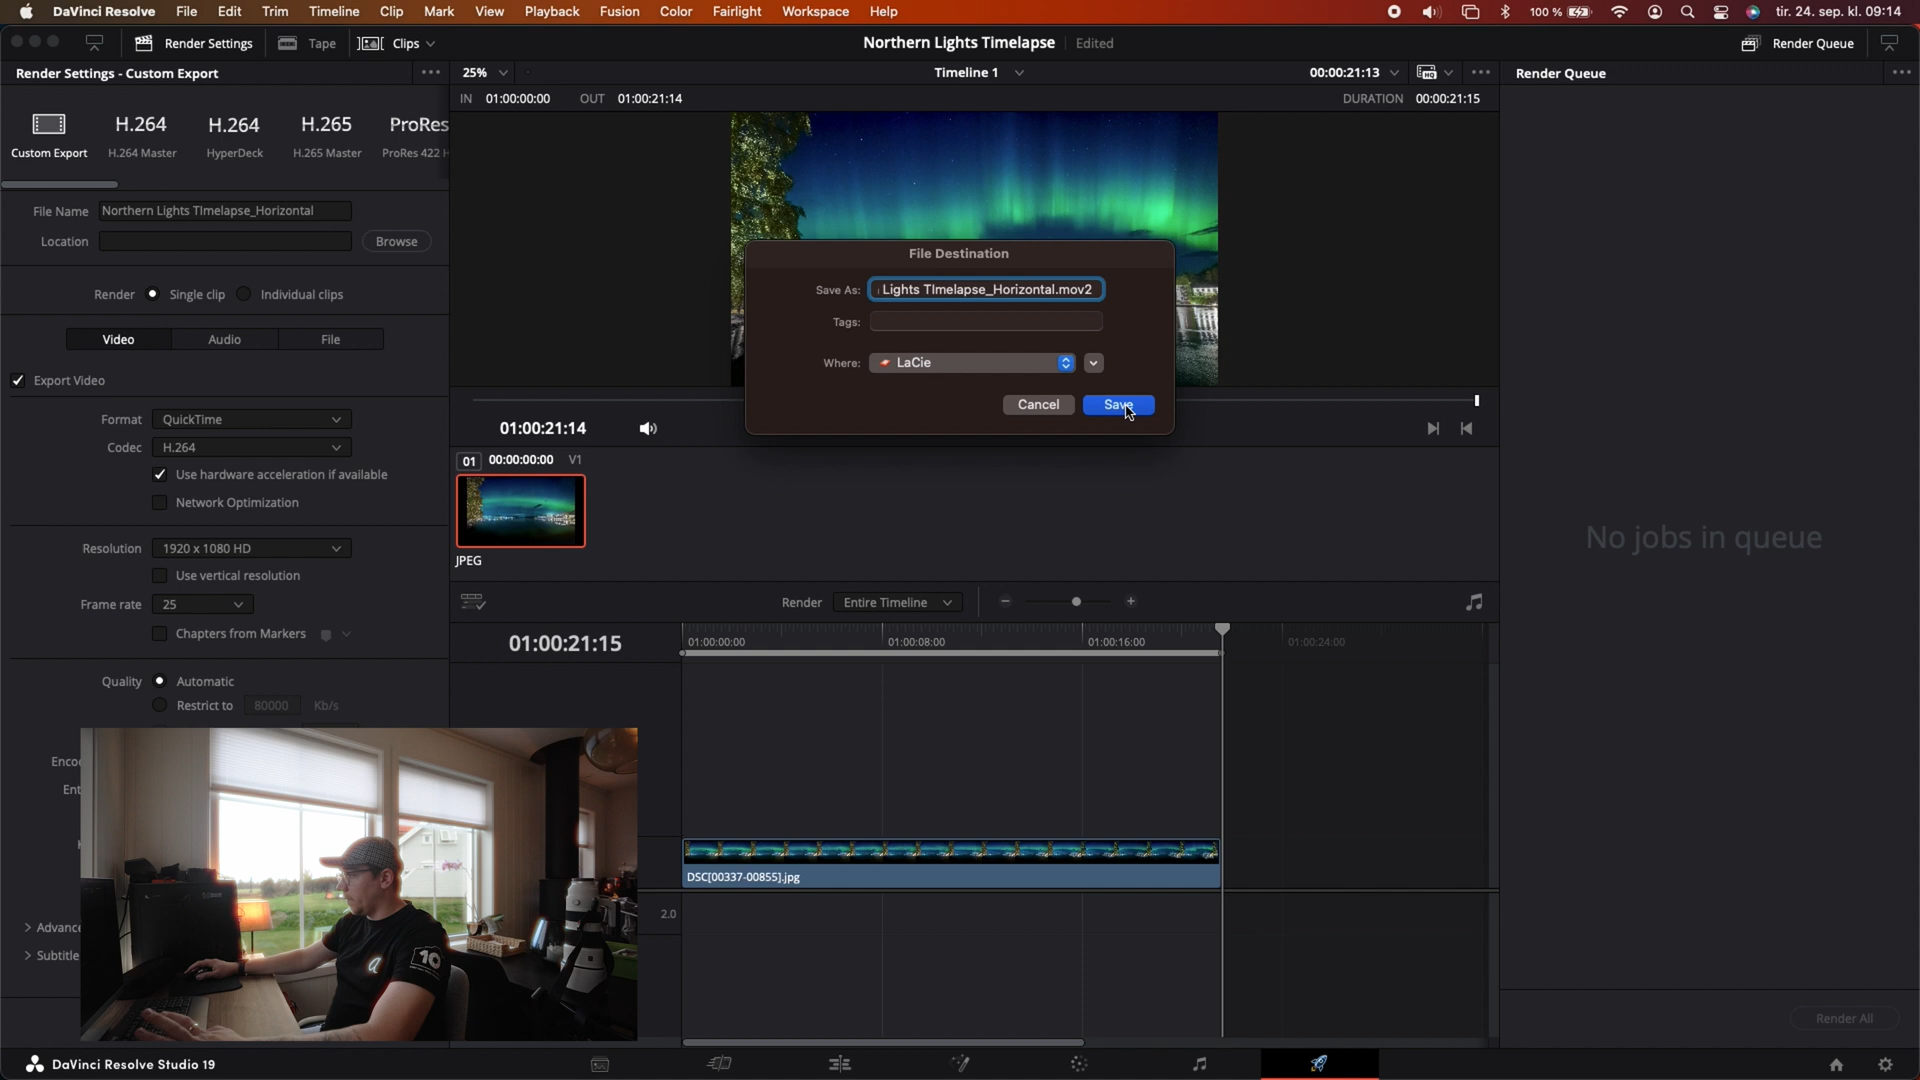 DaVinci Resolve File Edit Trim Timeline Clip Mark View Playback Fusion Color Fairlight Workspace Help 100 % tir. 24. sep. kl. 09:14
Render Settings Tape Clips Northern Lights Timelapse Edited Render Queue
Render Settings - Custom Export 25% Timeline 1 00:00:21:13 Render Queue
IN 01:00:00:00 OUT 01:00:21:14 DURATION 00:00:21:15
H.264 H.264 H.265 ProRes
Custom Export H.264 Master HyperDeck H.265 Master ProRes 422 H
File Name Northern Lights TImelapse_Horizontal
Location Browse
File Destination
Save As: Lights TImelapse_Horizontal.mov2
Tags:
Where: LaCie
Cancel Save
Render Single clip Individual clips
Video Audio File
Export Video
Format QuickTime
Codec H.264
Use hardware acceleration if available
Network Optimization
Resolution 1920 x 1080 HD
Use vertical resolution
Frame rate 25
Chapters from Markers
Quality Automatic
Restrict to 80000 Kb/s
Enco
Ent
Advance
Subtitle
01:00:21:14
01 00:00:00:00 V1
JPEG
No jobs in queue
Render Entire Timeline
01:00:21:15 01:00:00:00 01:00:08:00 01:00:16:00 01:00:24:00
DSC[00337-00855].jpg
2.0
10
a
Render All
DaVinci Resolve Studio 19